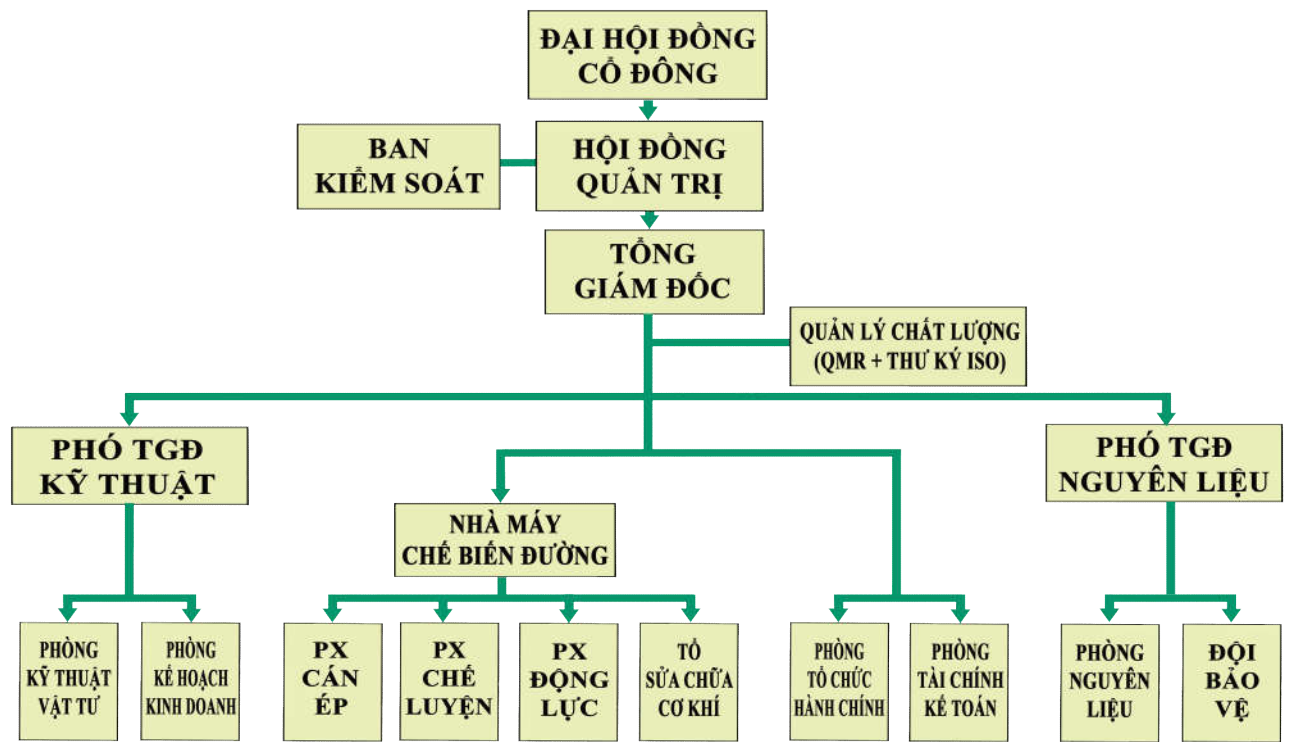 ĐẠI HỘI ĐỒNG
CỔ ĐÔNG
BAN
KIỂM SOÁT
HỘI ĐỒNG
QUẢN TRỊ
TỔNG
GIÁM ĐỐC
QUẢN LÝ CHẤT LƯỢNG
(QMR + THƯ KÝ ISO)
PHÓ TGĐ
KỸ THUẬT
PHÓ TGĐ
NGUYÊN LIỆU
NHÀ MÁY
CHẾ BIẾN ĐƯỜNG
PHÒNG
KỸ THUẬT
VẬT TƯ
PHÒNG
KẾ HOẠCH
KINH DOANH
PX
CÁN
ÉP
PX
CHẾ
LUYỆN
PX
ĐỘNG
LỰC
TỔ
SỬA CHỮA
CƠ KHÍ
PHÒNG
TỔ CHỨC
HÀNH CHÍNH
PHÒNG
TÀI CHÍNH
KẾ TOÁN
PHÒNG
NGUYÊN
LIỆU
ĐỘI
BẢO
VỆ